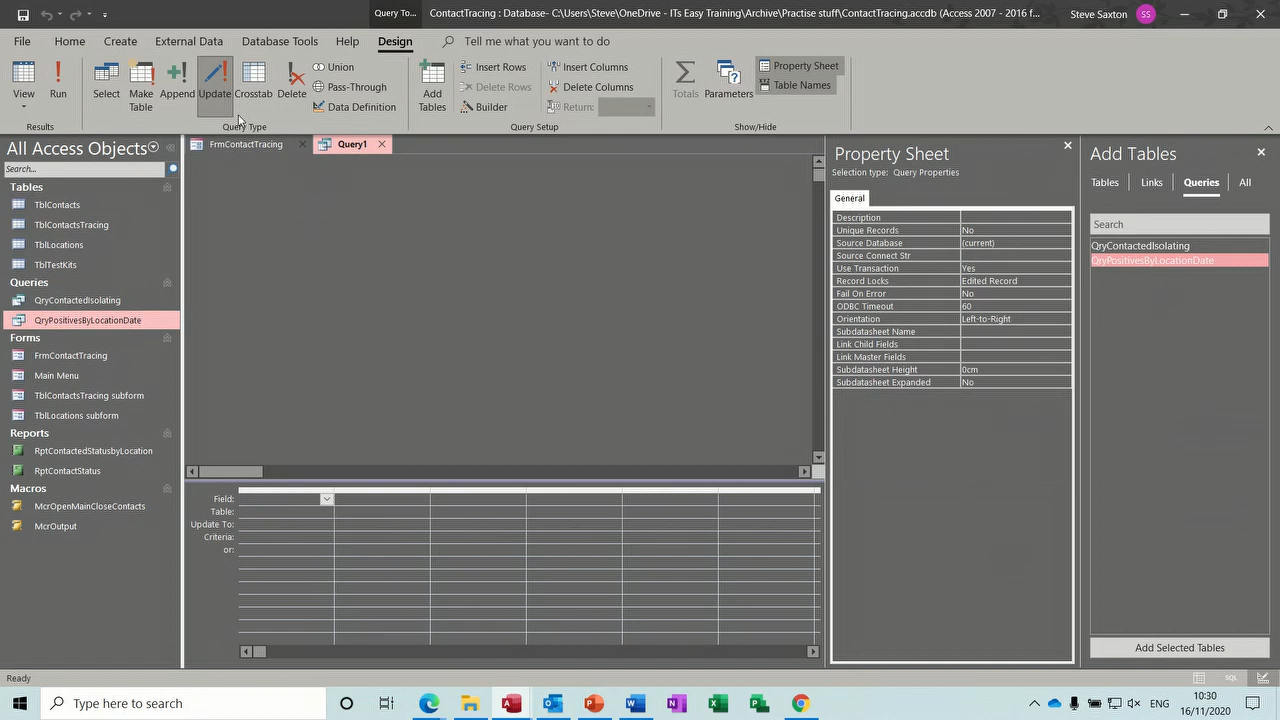 Query To...
ContactTracing : Database- C:\Users\Steve\OneDrive - ITs Easy Training\Archive\Practise stuff\ContactTracing.accdb (Access 2007 - 2016 f...
Steve Saxton
SS
File
Home
Create
External Data
Database Tools
Help
Design
Tell me what you want to do
View
Run
Select
Make Table
Append
Update
Crosstab
Delete
Union
Pass-Through
Data Definition
Add Tables
Insert Rows
Delete Rows
Builder
Insert Columns
Delete Columns
Return:
Totals
Parameters
Property Sheet
Table Names
Results
Query Type
Query Setup
Show/Hide
All Access Objects
Search...
Tables
TblContacts
TblContactsTracing
TblLocations
TblTestKits
Queries
QryContactedIsolating
QryPositivesByLocationDate
Forms
FrmContactTracing
Main Menu
TblContactsTracing subform
TblLocations subform
Reports
RptContactedStatusbyLocation
RptContactStatus
Macros
McrOpenMainCloseContacts
McrOutput
FrmContactTracing
Query1
Field:
Table:
Update To:
Criteria:
or:
Property Sheet
Selection type: Query Properties
General
Description
Unique Records No
Source Database (current)
Source Connect Str
Use Transaction Yes
Record Locks Edited Record
Fail On Error No
ODBC Timeout 60
Orientation Left-to-Right
Subdatasheet Name
Link Child Fields
Link Master Fields
Subdatasheet Height 0cm
Subdatasheet Expanded No
Add Tables
Tables
Links
Queries
All
Search
QryContactedIsolating
QryPositivesByLocationDate
Add Selected Tables
Ready
SQL
Type here to search
ENG
10:30
16/11/2020